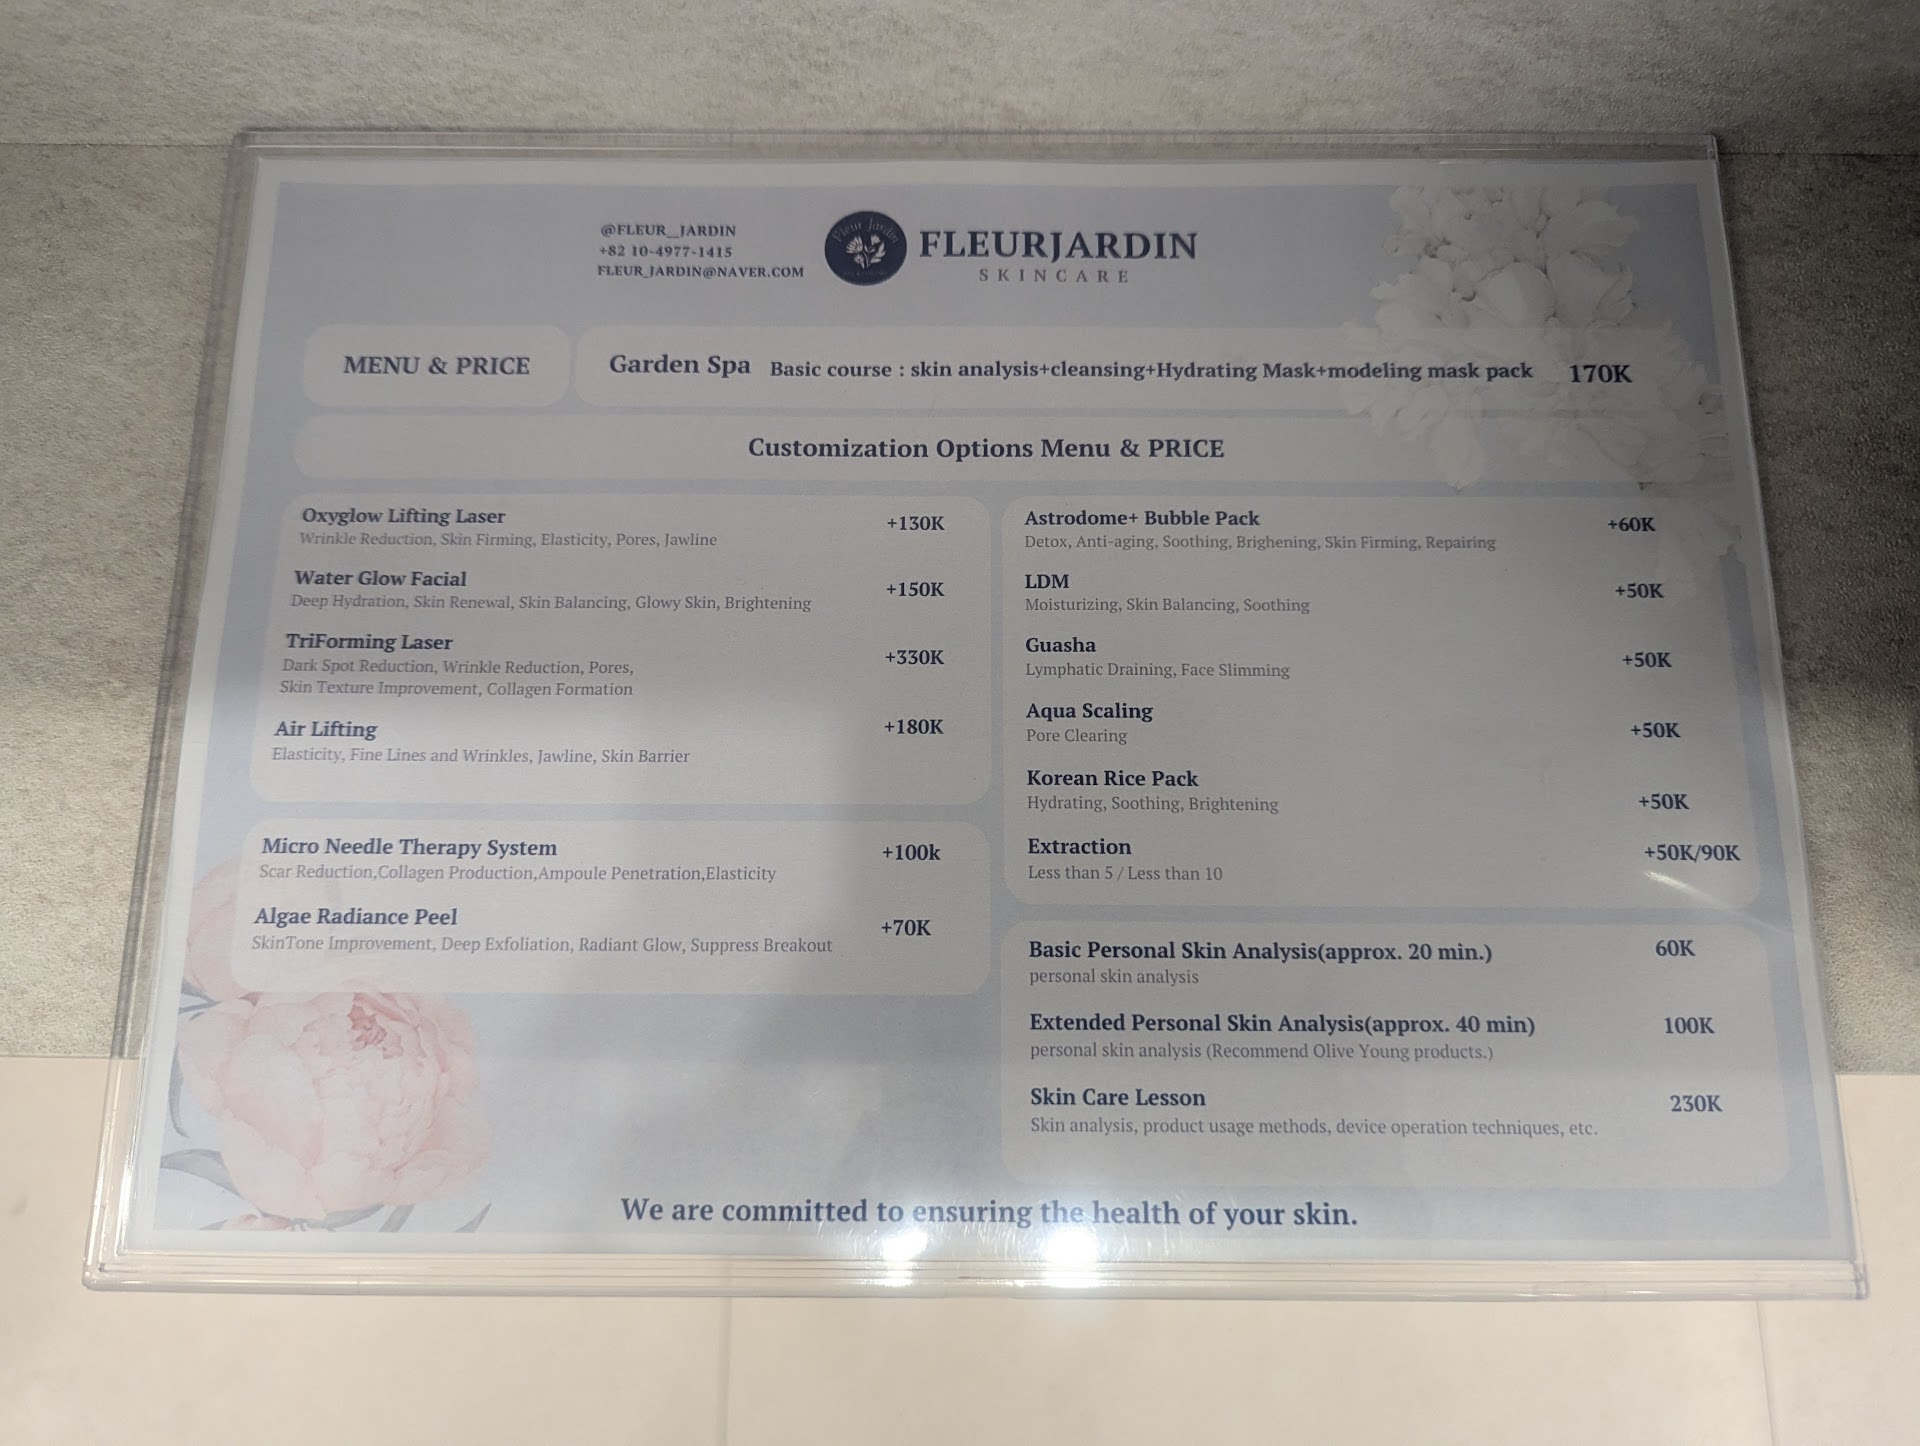 @FLEUR_JARDIN
+82 10-4977-1415
FLEUR_JARDIN@NAVER.COM
Fleur Jardin
FLEURJARDIN
SKINCARE
MENU & PRICE
Garden Spa Basic course : skin analysis+cleansing+Hydrating Mask+modeling mask pack 170K
Customization Options Menu & PRICE
Oxyglow Lifting Laser +130K
Wrinkle Reduction, Skin Firming, Elasticity, Pores, Jawline
Water Glow Facial +150K
Deep Hydration, Skin Renewal, Skin Balancing, Glowy Skin, Brightening
TriForming Laser +330K
Dark Spot Reduction, Wrinkle Reduction, Pores,
Skin Texture Improvement, Collagen Formation
Air Lifting +180K
Elasticity, Fine Lines and Wrinkles, Jawline, Skin Barrier
Micro Needle Therapy System +100k
Scar Reduction,Collagen Production,Ampoule Penetration,Elasticity
Algae Radiance Peel +70K
SkinTone Improvement, Deep Exfoliation, Radiant Glow, Suppress Breakout
Astrodome+ Bubble Pack +60K
Detox, Anti-aging, Soothing, Brighening, Skin Firming, Repairing
LDM +50K
Moisturizing, Skin Balancing, Soothing
Guasha +50K
Lymphatic Draining, Face Slimming
Aqua Scaling +50K
Pore Clearing
Korean Rice Pack +50K
Hydrating, Soothing, Brightening
Extraction +50K/90K
Less than 5 / Less than 10
Basic Personal Skin Analysis(approx. 20 min.) 60K
personal skin analysis
Extended Personal Skin Analysis(approx. 40 min) 100K
personal skin analysis (Recommend Olive Young products.)
Skin Care Lesson 230K
Skin analysis, product usage methods, device operation techniques, etc.
We are committed to ensuring the health of your skin.